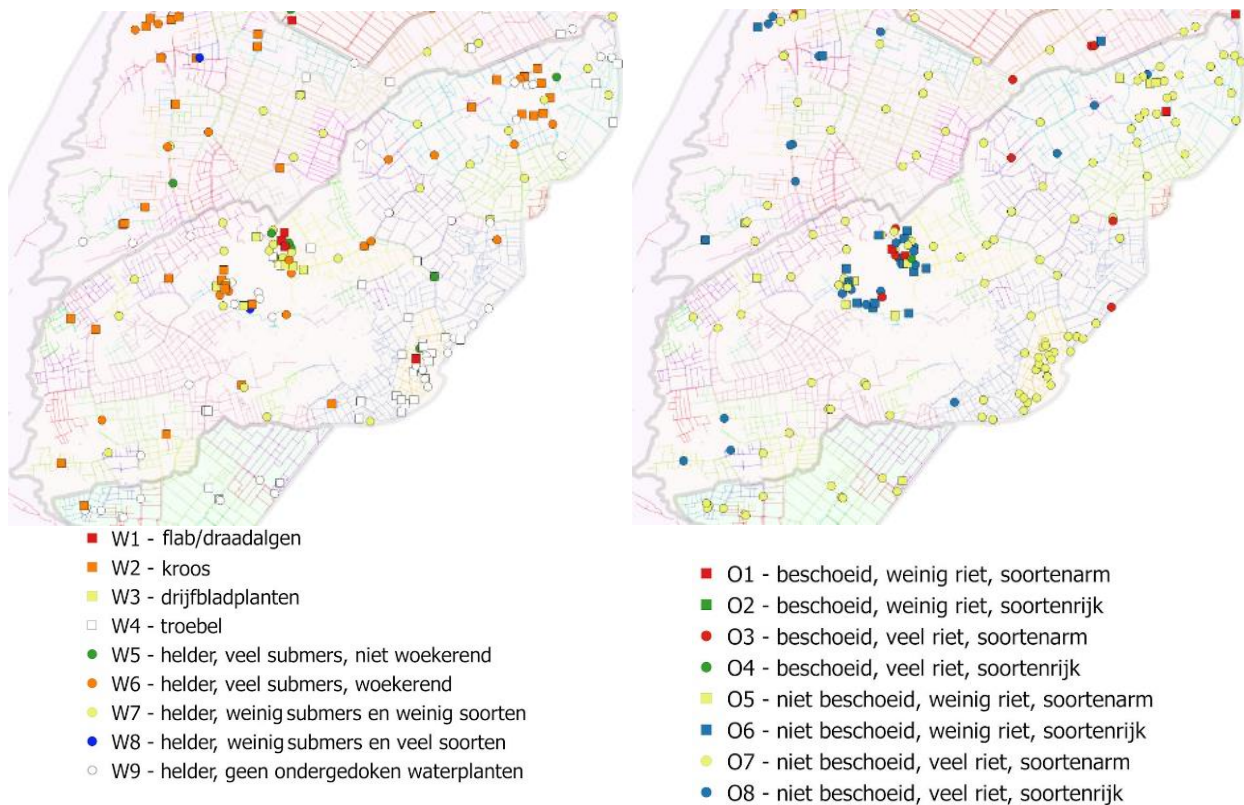 W1 - flab/draadalgen
W2 - kroos
W3 - drijfbladplanten
W4 - troebel
W5 - helder, veel submers, niet woekerend
W6 - helder, veel submers, woekerend
W7 - helder, weinig submers en weinig soorten
W8 - helder, weinig submers en veel soorten
W9 - helder, geen ondergedoken waterplanten
O1 - beschoeid, weinig riet, soortenarm
O2 - beschoeid, weinig riet, soortenrijk
O3 - beschoeid, veel riet, soortenarm
O4 - beschoeid, veel riet, soortenrijk
O5 - niet beschoeid, weinig riet, soortenarm
O6 - niet beschoeid, weinig riet, soortenrijk
O7 - niet beschoeid, veel riet, soortenarm
O8 - niet beschoeid, veel riet, soortenrijk